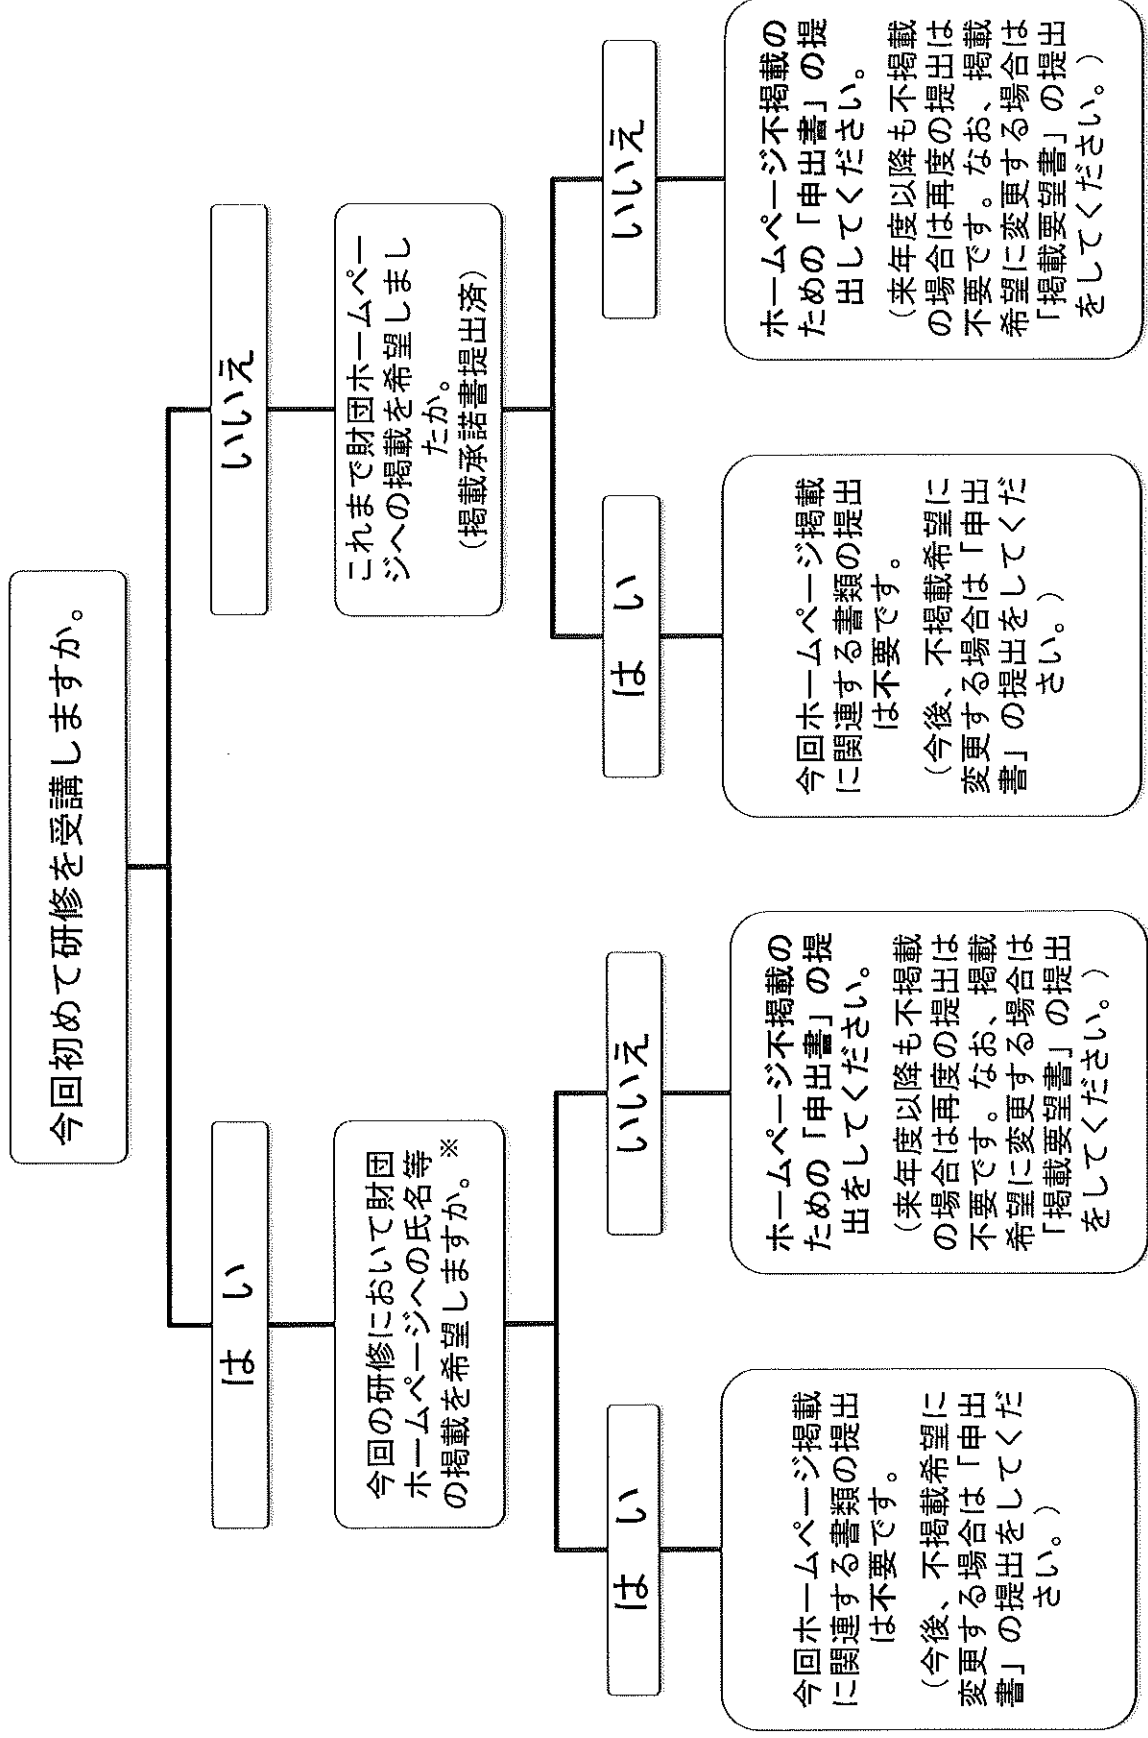 今回初めて研修を受講しますか。
は　い
いいえ
今回の研修において財団
ホームページへの氏名等
の掲載を希望しますか。※
これまで財団ホームペー
ジへの掲載を希望しまし
たか。
（掲載承諾書提出済）
は　い
いいえ
は　い
いいえ
今回ホームページ掲載
に関連する書類の提出
は不要です。
（今後、不掲載希望に
変更する場合は「申出
書」の提出をしてくだ
さい。）
ホームページ不掲載の
ための「申出書」の提
出をしてください。
（来年度以降も不掲載
の場合は再度の提出は
不要です。なお、掲載
希望に変更する場合は
「掲載要望書」の提出
をしてください。）
今回ホームページ掲載
に関連する書類の提出
は不要です。
（今後、不掲載希望に
変更する場合は「申出
書」の提出をしてくだ
さい。）
ホームページ不掲載の
ための「申出書」の提
出してください。
（来年度以降も不掲載
の場合は再度の提出は
不要です。なお、掲載
希望に変更する場合は
「掲載要望書」の提出
をしてください。）